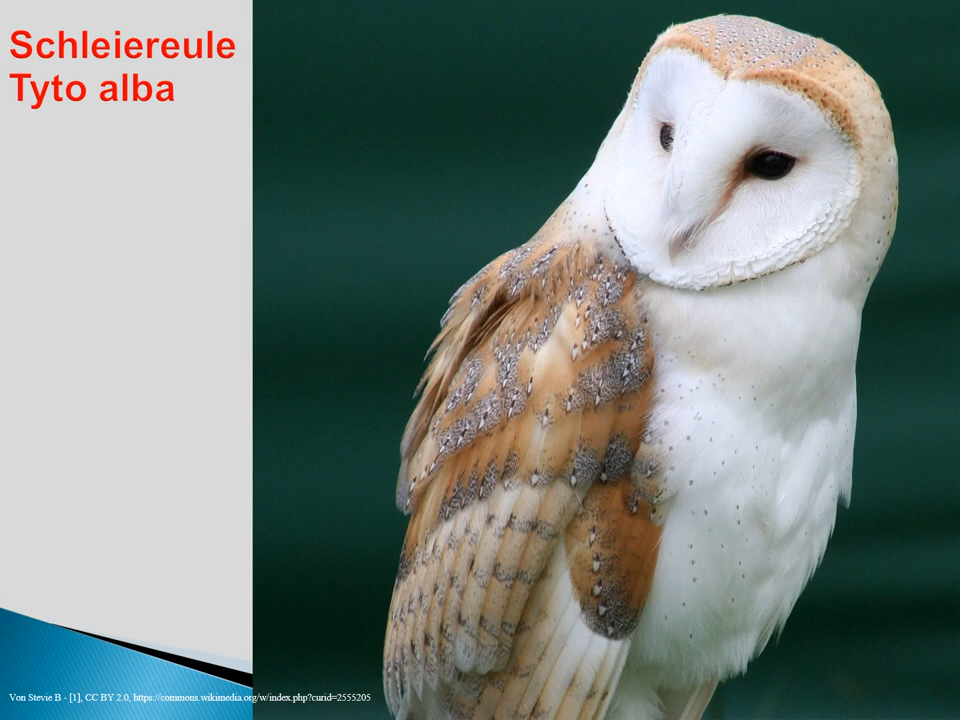 Schleiereule
Tyto alba
Von Stevie B - [1], CC BY 2.0, https://commons.wikimedia.org/w/index.php?curid=2555205